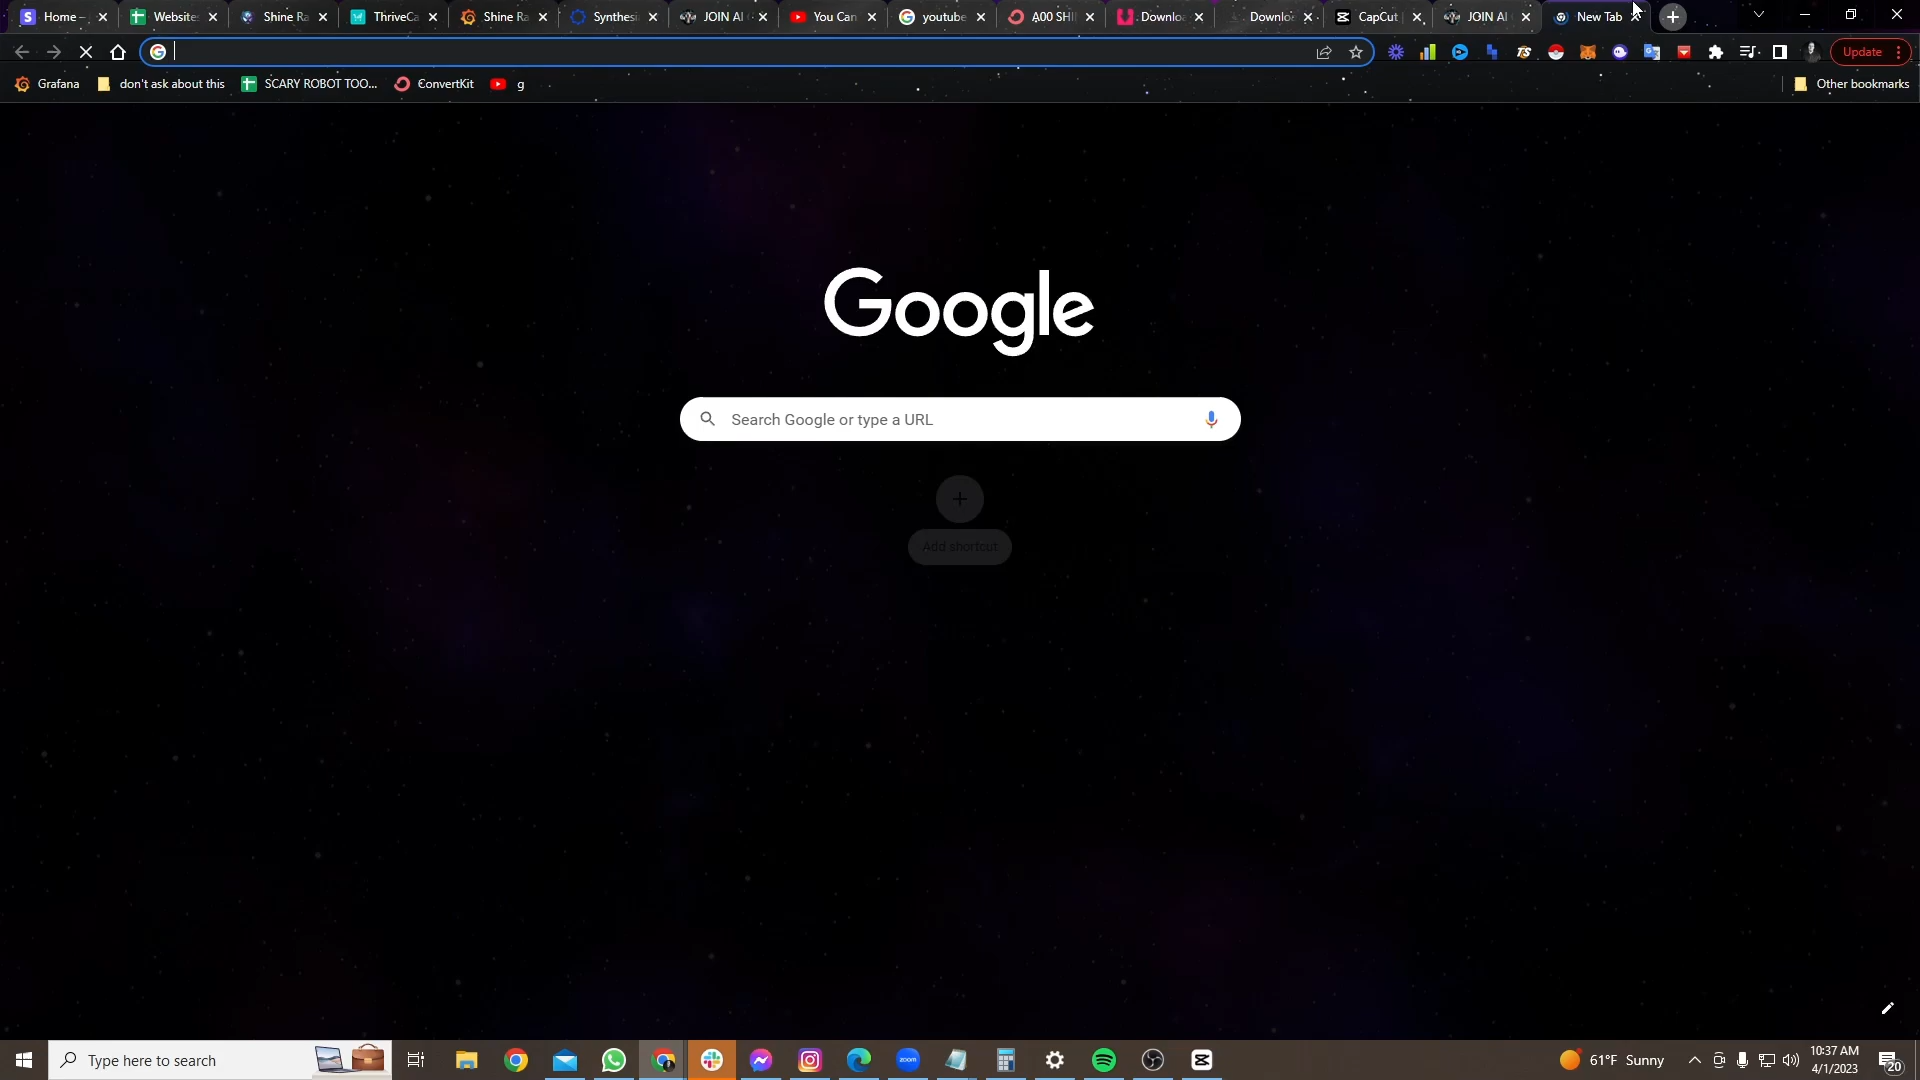 Home – Websites Shine Ra ThriveCa Shine Ra Synthesi JOIN AI You Can youtube A00 SHI Downloa Downloa CapCut | JOIN AI New Tab
Update
Grafana don't ask about this SCARY ROBOT TOO... ConvertKit g Other bookmarks
Google
Search Google or type a URL
Add shortcut
Type here to search zoom 61°F Sunny 10:37 AM
4/1/2023 20